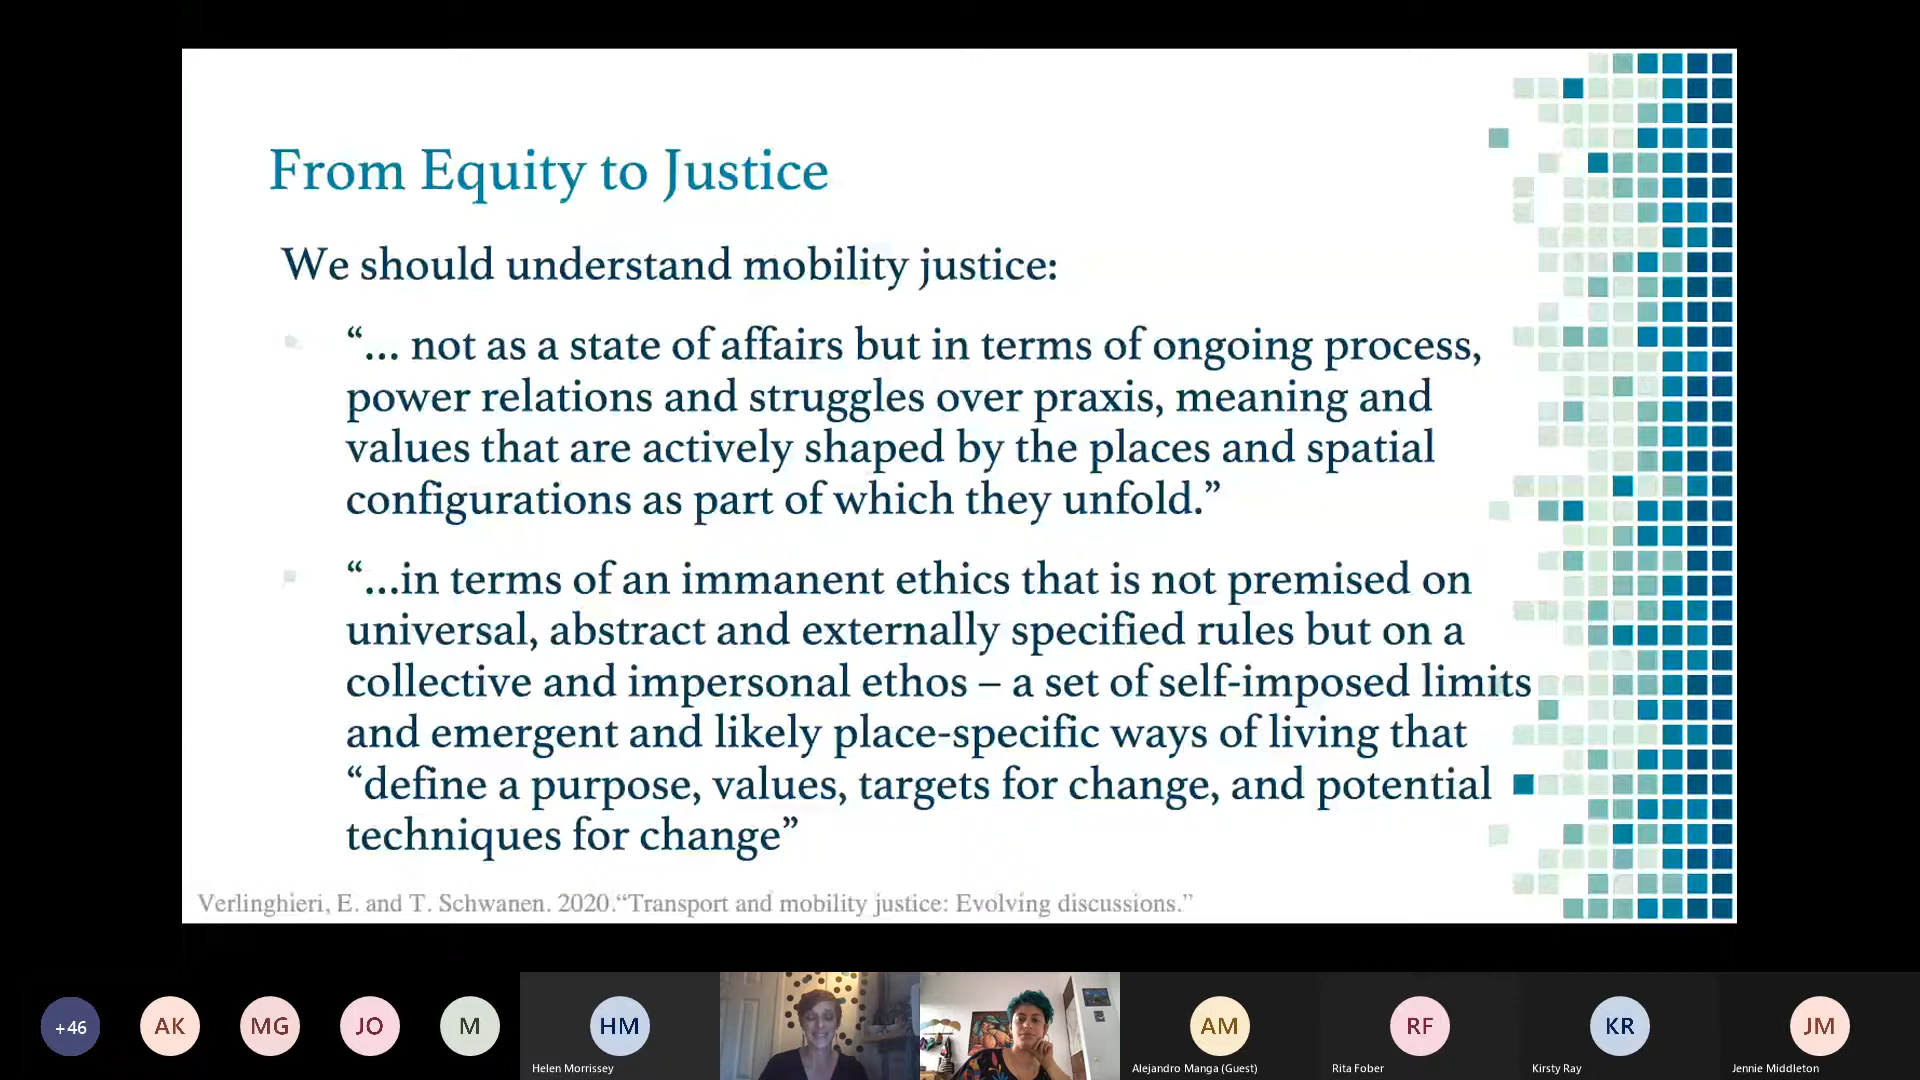 From Equity to Justice
We should understand mobility justice:
“... not as a state of affairs but in terms of ongoing process,
power relations and struggles over praxis, meaning and
values that are actively shaped by the places and spatial
configurations as part of which they unfold.”
“...in terms of an immanent ethics that is not premised on
universal, abstract and externally specified rules but on a
collective and impersonal ethos – a set of self-imposed limits
and emergent and likely place-specific ways of living that
“define a purpose, values, targets for change, and potential
techniques for change”
Verlinghieri, E. and T. Schwanen. 2020.“Transport and mobility justice: Evolving discussions.”
+46
AK
MG
JO
M
HM
Helen Morrissey
AM
Alejandro Manga (Guest)
RF
Rita Fober
KR
Kirsty Ray
JM
Jennie Middleton